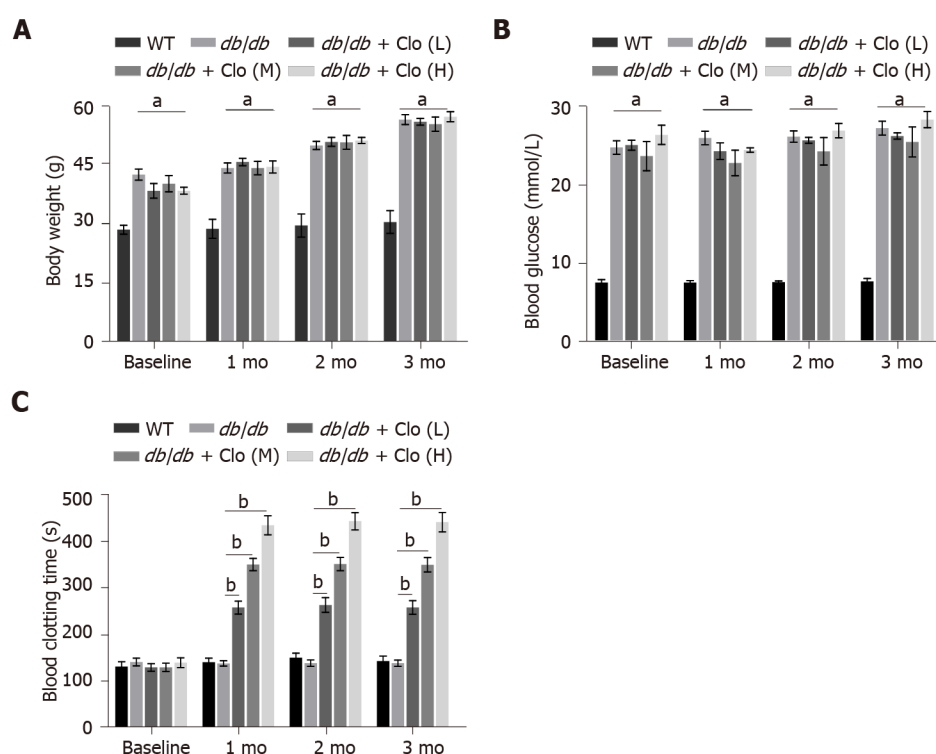 A
WT db/db db/db + Clo (L)
db/db + Clo (M) db/db + Clo (H)
a a a a
60
45
30
15
0
Body weight (g)
Baseline 1 mo 2 mo 3 mo
B
WT db/db db/db + Clo (L)
db/db + Clo (M) db/db + Clo (H)
a a a a
30
20
10
0
Blood glucose (mmol/L)
Baseline 1 mo 2 mo 3 mo
C
WT db/db db/db + Clo (L)
db/db + Clo (M) db/db + Clo (H)
b b b
b b b
b b b
500
400
300
200
100
0
Blood clotting time (s)
Baseline 1 mo 2 mo 3 mo